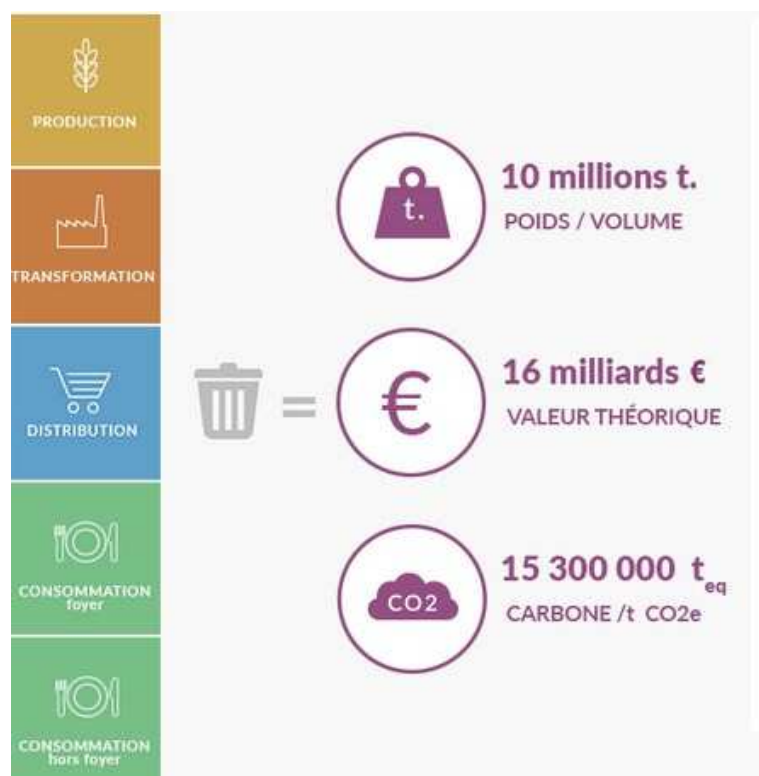 PRODUCTION
TRANSFORMATION
DISTRIBUTION
CONSOMMATION
foyer
CONSOMMATION
hors foyer
=
t.
10 millions t.
POIDS / VOLUME
€
16 milliards €
VALEUR THÉORIQUE
CO2
15 300 000 t eq
CARBONE /t CO2e